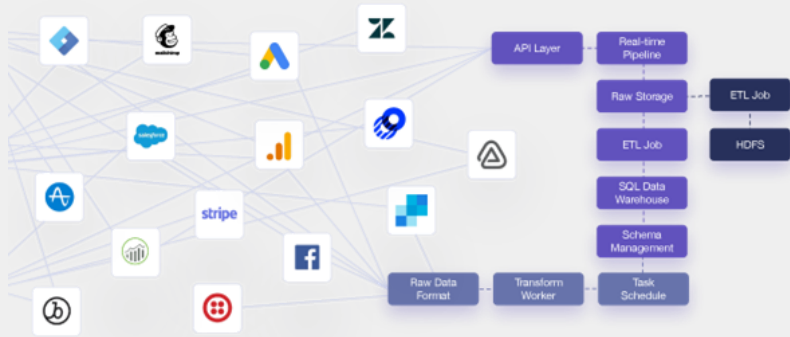 mailchimp
API Layer
Real-time
Pipeline
Raw Storage
ETL Job
salesforce
ETL Job
HDFS
SQL Data
Warehouse
stripe
Schema
Management
Raw Data
Format
Transform
Worker
Task
Schedule